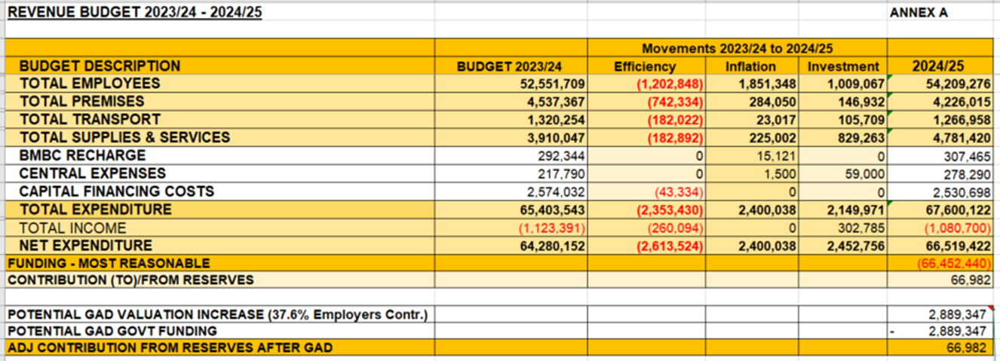 REVENUE BUDGET 2023/24 - 2024/25 ANNEX A
Movements 2023/24 to 2024/25
BUDGET DESCRIPTION BUDGET 2023/24 Efficiency Inflation Investment 2024/25
TOTAL EMPLOYEES 52,551,709 (1,202,848) 1,851,348 1,009,067 54,209,276
TOTAL PREMISES 4,537,367 (742,334) 284,050 146,932 4,226,015
TOTAL TRANSPORT 1,320,254 (182,022) 23,017 105,709 1,266,958
TOTAL SUPPLIES & SERVICES 3,910,047 (182,892) 225,002 829,263 4,781,420
BMBC RECHARGE 292,344 0 15,121 0 307,465
CENTRAL EXPENSES 217,790 0 1,500 59,000 278,290
CAPITAL FINANCING COSTS 2,574,032 (43,334) 0 0 2,530,698
TOTAL EXPENDITURE 65,403,543 (2,353,430) 2,400,038 2,149,971 67,600,122
TOTAL INCOME (1,123,391) (260,094) 0 302,785 (1,080,700)
NET EXPENDITURE 64,280,152 (2,613,524) 2,400,038 2,452,756 66,519,422
FUNDING - MOST REASONABLE (66,452,440)
CONTRIBUTION (TO)/FROM RESERVES 66,982
POTENTIAL GAD VALUATION INCREASE (37.6% Employers Contr.) 2,889,347
POTENTIAL GAD GOVT FUNDING - 2,889,347
ADJ CONTRIBUTION FROM RESERVES AFTER GAD 66,982